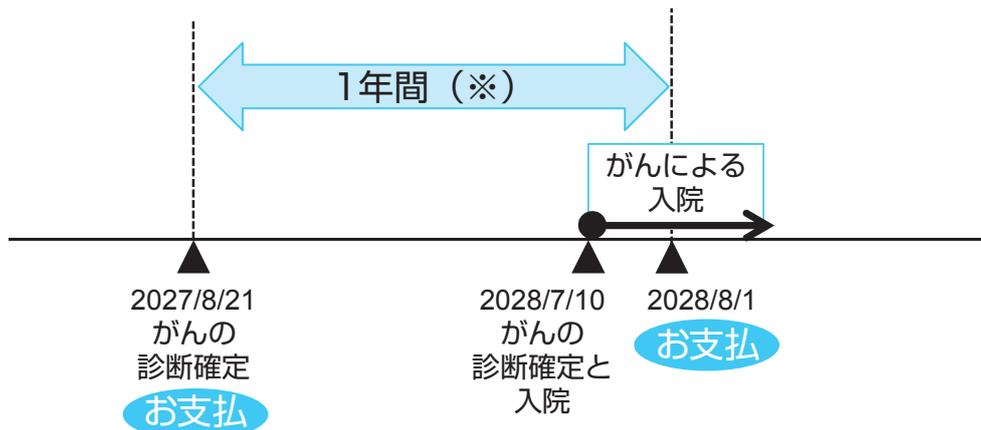 1年間（※）
がんによる
入院
2027/8/21
がんの
診断確定
お支払
2028/7/10
がんの
診断確定と
入院
2028/8/1
お支払